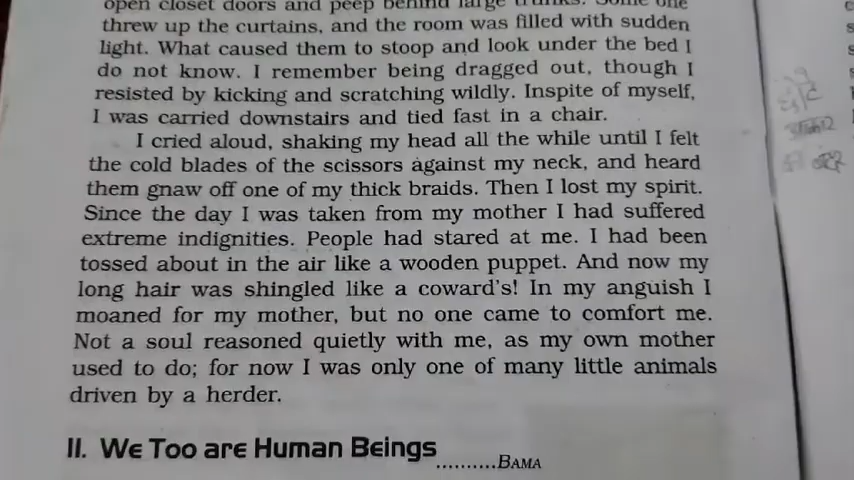 open closet doors and peep behind large trunks. Some one
threw up the curtains, and the room was filled with sudden
light. What caused them to stoop and look under the bed I
do not know. I remember being dragged out, though I
resisted by kicking and scratching wildly. Inspite of myself,
I was carried downstairs and tied fast in a chair.
I cried aloud, shaking my head all the while until I felt
the cold blades of the scissors against my neck, and heard
them gnaw off one of my thick braids. Then I lost my spirit.
Since the day I was taken from my mother I had suffered
extreme indignities. People had stared at me. I had been
tossed about in the air like a wooden puppet. And now my
long hair was shingled like a coward's! In my anguish I
moaned for my mother, but no one came to comfort me.
Not a soul reasoned quietly with me, as my own mother
used to do; for now I was only one of many little animals
driven by a herder.
II. We Too are Human Beings ..........BAMA